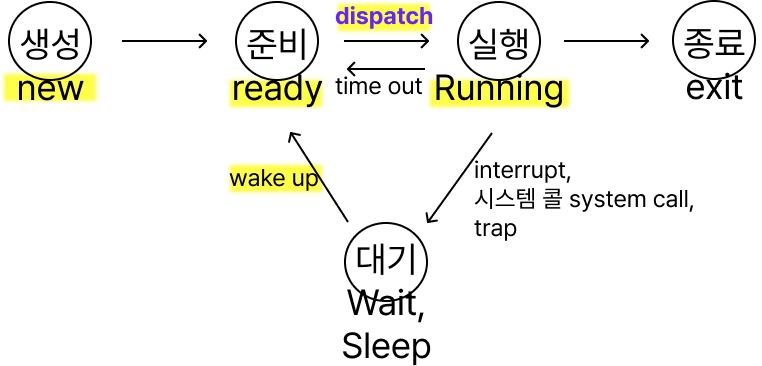 dispatch
생성
준비
실행
종료
new
ready
time out
Running
exit
wake up
interrupt,
시스템 콜 system call,
trap
대기
Wait,
Sleep